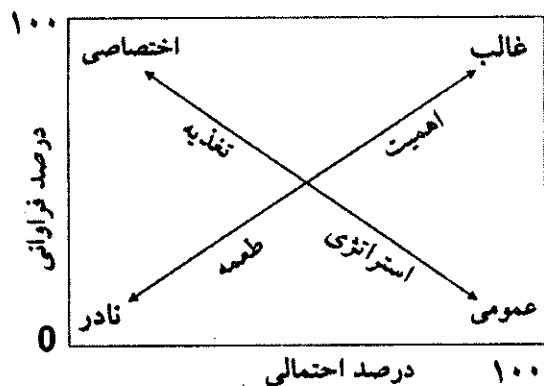 ۱۰۰
اختصاصی
غالب
تغذیه
اهمیت
درصد فراوانی
طعمه
استراتژی
نادر
عمومی
0
درصد احتمالی
۱۰۰